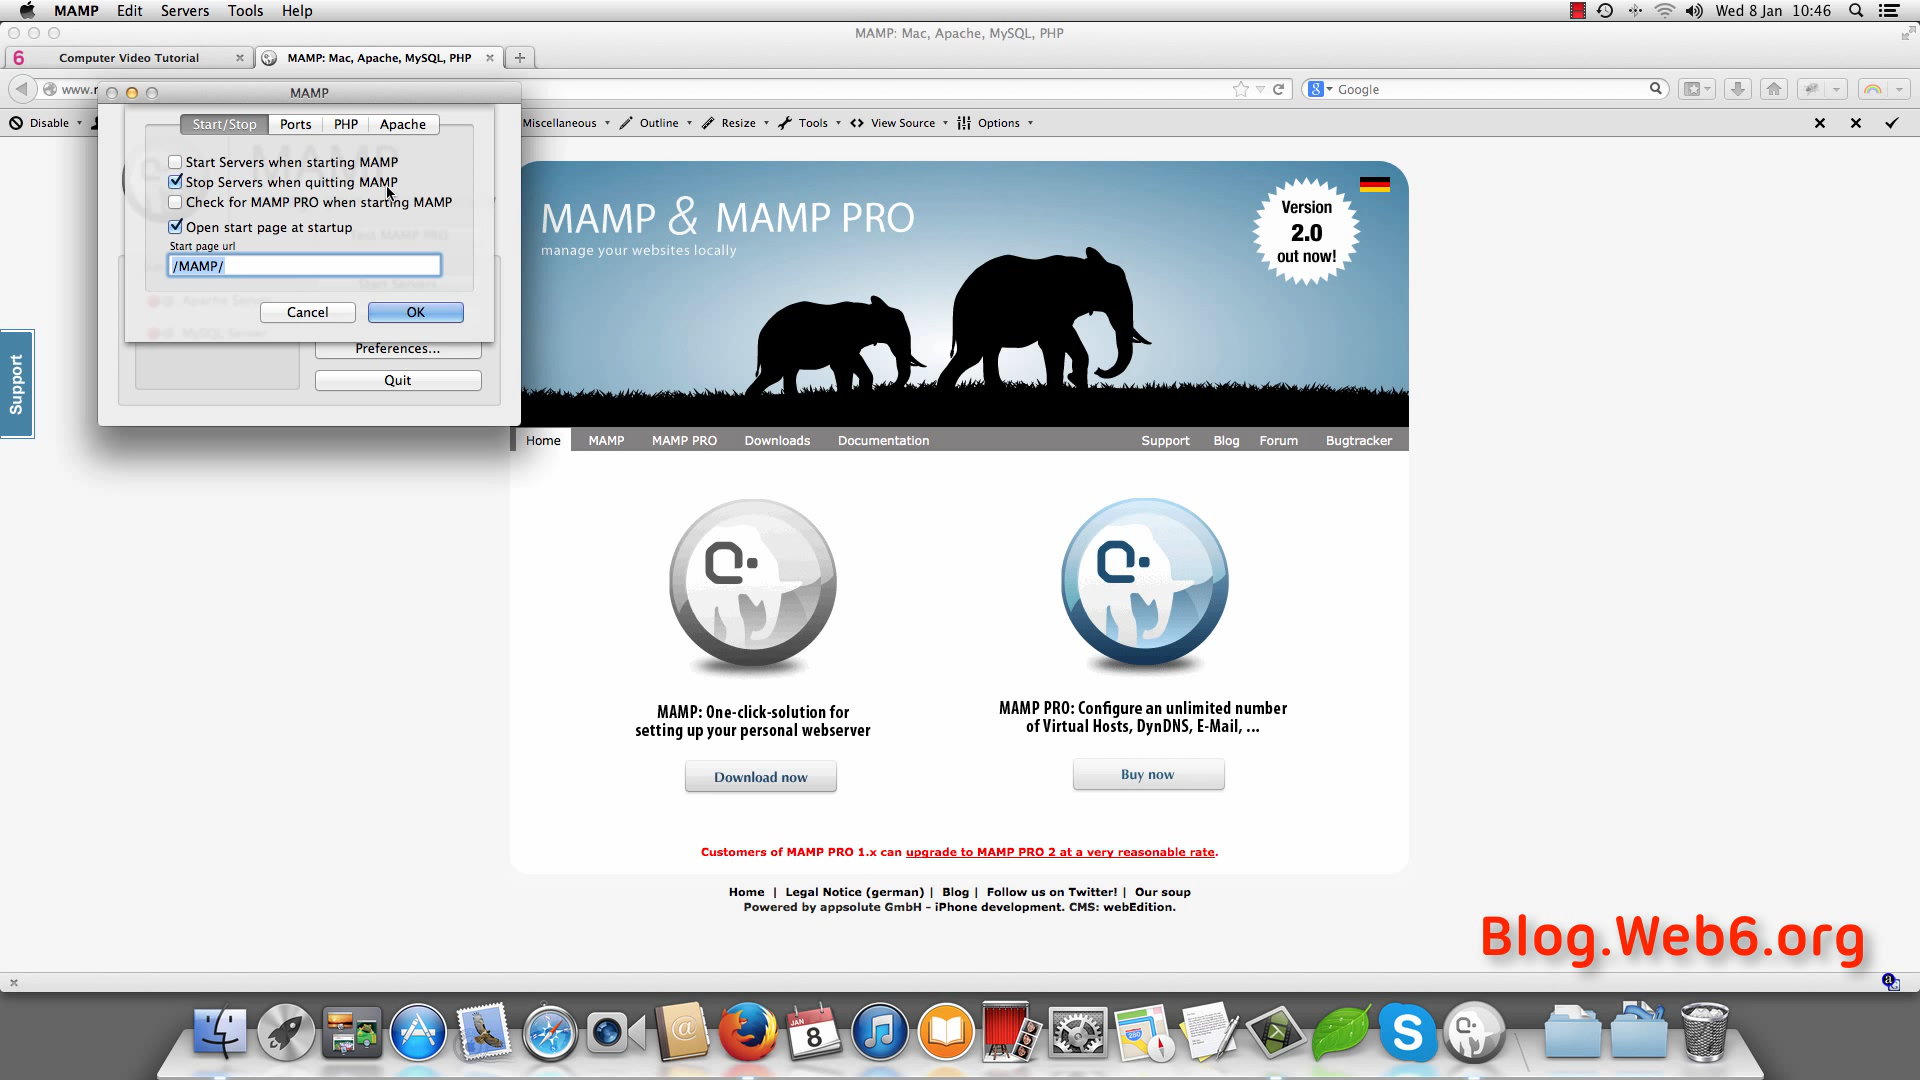 MAMP Edit Servers Tools Help
Wed 8 Jan 10:46
MAMP: Mac, Apache, MySQL, PHP
6 Computer Video Tutorial
MAMP: Mac, Apache, MySQL, PHP
www.
Google
Disable
Miscellaneous Outline Resize Tools View Source Options
MAMP
Start/Stop Ports PHP Apache
Start Servers when starting MAMP
Stop Servers when quitting MAMP
Check for MAMP PRO when starting MAMP
Open start page at startup
Start page url
/MAMP/
Cancel OK
Apache Server
MySQL Server
Preferences...
Quit
Support
MAMP & MAMP PRO
manage your websites locally
Version
2.0
out now!
Home MAMP MAMP PRO Downloads Documentation Support Blog Forum Bugtracker
MAMP: One-click-solution for
setting up your personal webserver
Download now
MAMP PRO: Configure an unlimited number
of Virtual Hosts, DynDNS, E-Mail, ...
Buy now
Customers of MAMP PRO 1.x can upgrade to MAMP PRO 2 at a very reasonable rate.
Home | Legal Notice (german) | Blog | Follow us on Twitter! | Our soup
Powered by appsolute GmbH - iPhone development. CMS: webEdition.
Blog.Web6.org
JAN
8